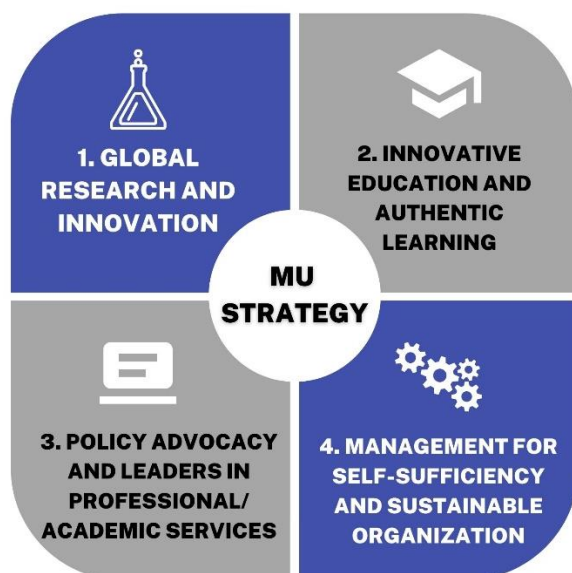 1. GLOBAL
RESEARCH AND
INNOVATION
2. INNOVATIVE
EDUCATION AND
AUTHENTIC
LEARNING
MU
STRATEGY
3. POLICY ADVOCACY
AND LEADERS IN
PROFESSIONAL/
ACADEMIC SERVICES
4. MANAGEMENT FOR
SELF-SUFFICIENCY
AND SUSTAINABLE
ORGANIZATION